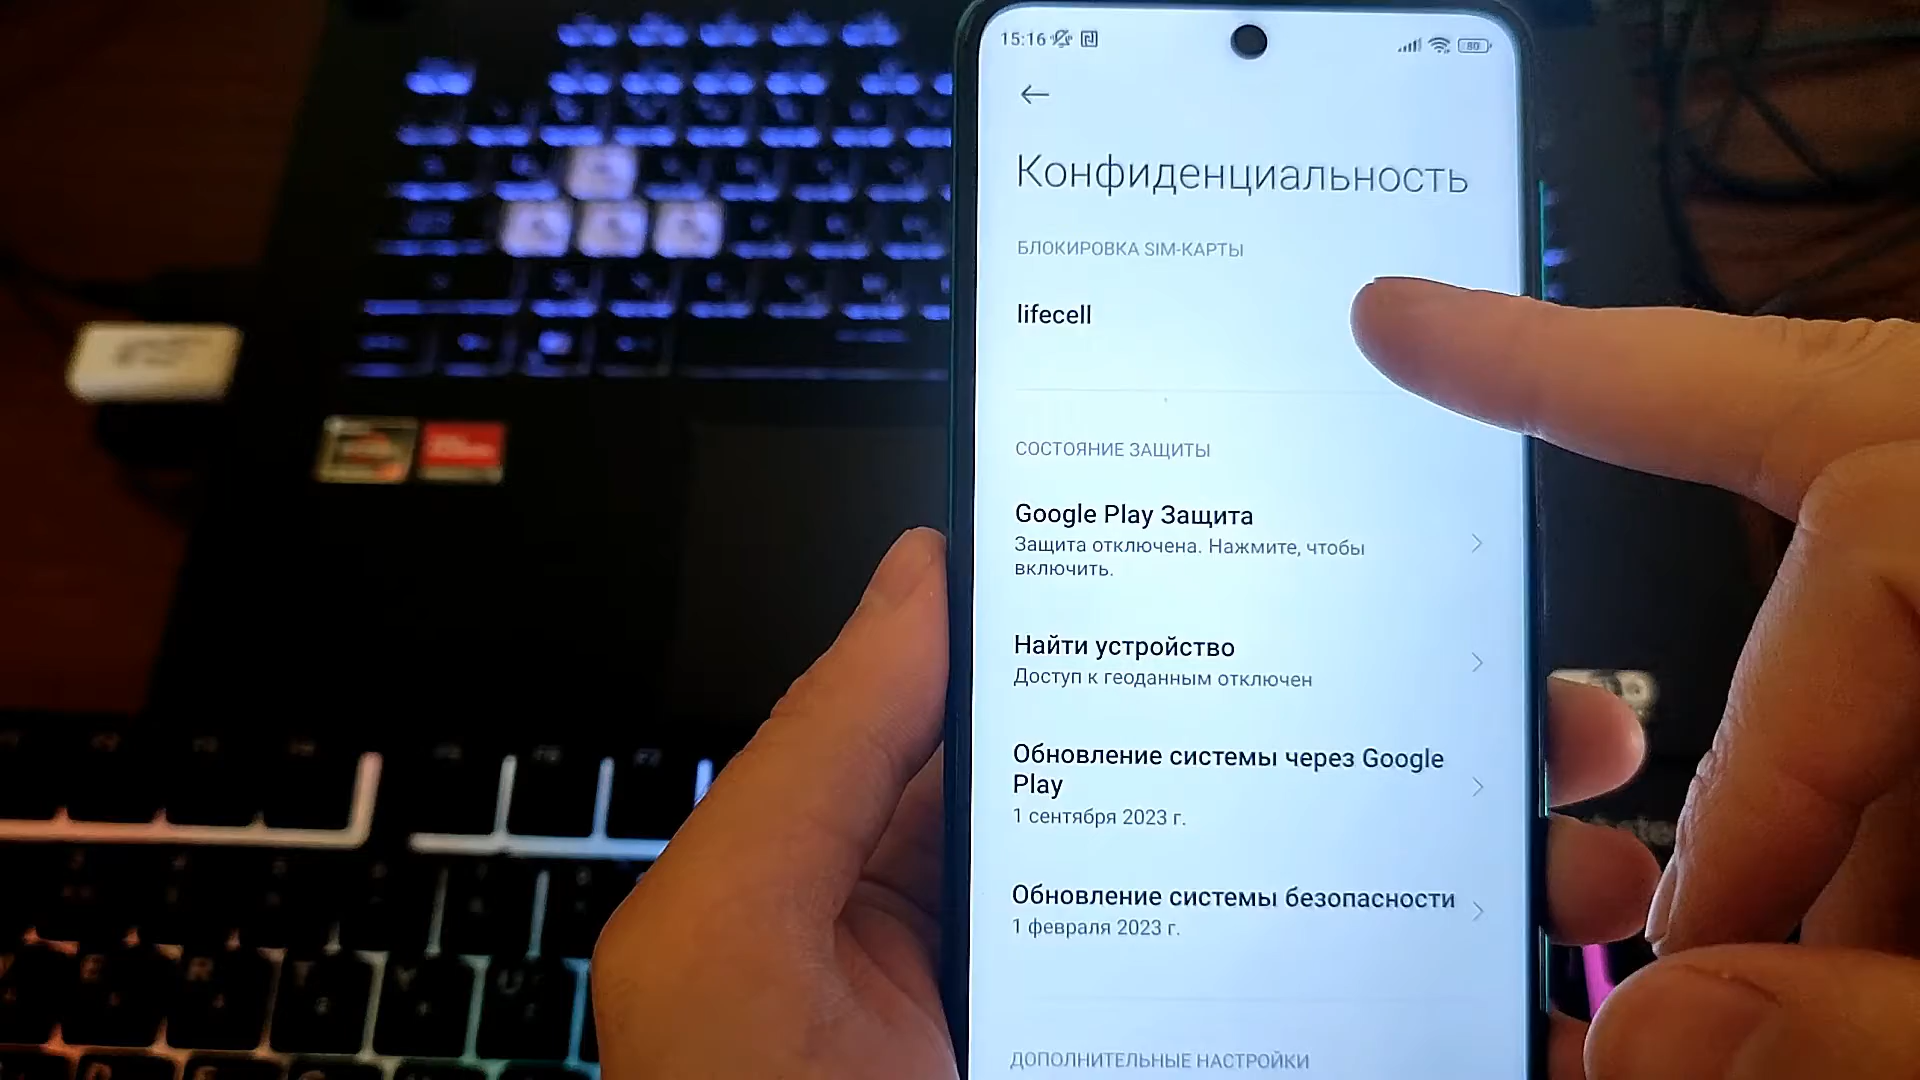 15:16
80
Конфиденциальность
БЛОКИРОВКА SIM-КАРТЫ
lifecell
СОСТОЯНИЕ ЗАЩИТЫ
Google Play Защита
Защита отключена. Нажмите, чтобы
включить.
Найти устройство
Доступ к геоданным отключен
Обновление системы через Google
Play
1 сентября 2023 г.
Обновление системы безопасности
1 февраля 2023 г.
ДОПОЛНИТЕЛЬНЫЕ НАСТРОЙКИ
E
R
T
Y
U
D